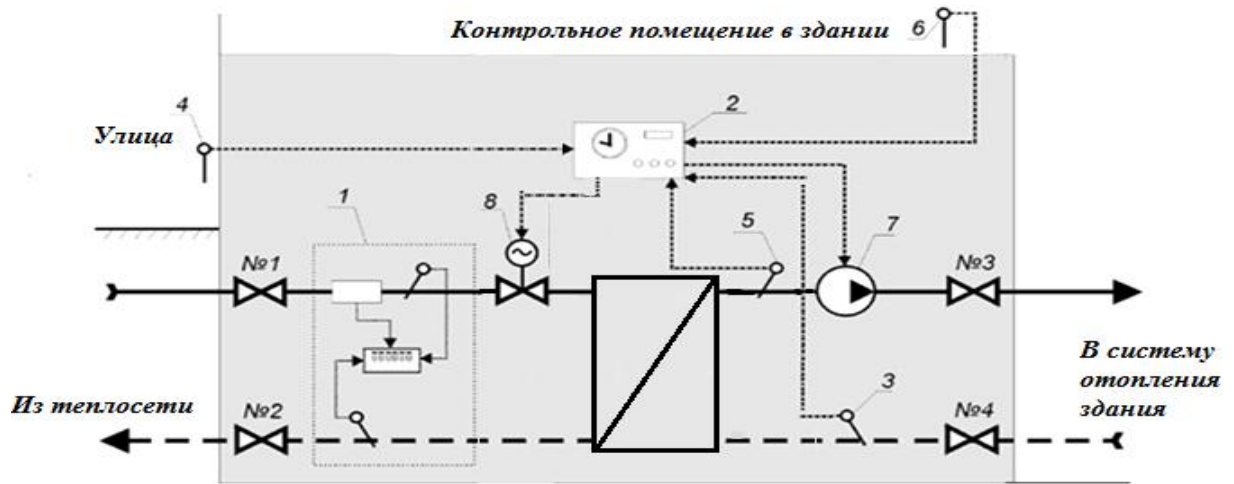 Контрольное помещение в здании
6
4
2
Улица
1
8
5
7
№1
№3
В систему
отопления
здания
3
Из теплосети
№2
№4